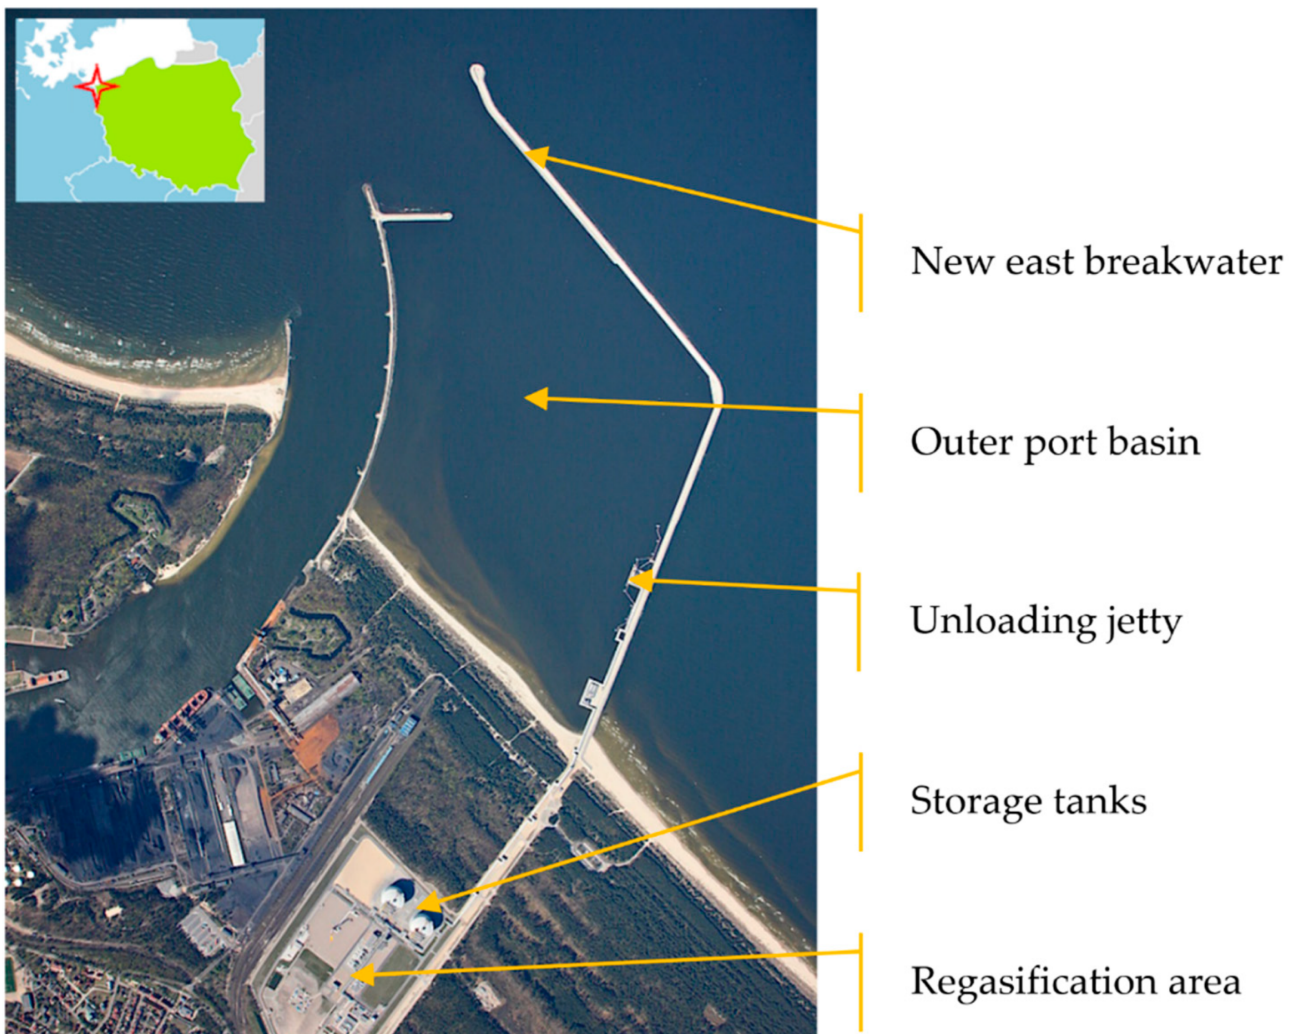 New east breakwater
Outer port basin
Unloading jetty
Storage tanks
Regasification area